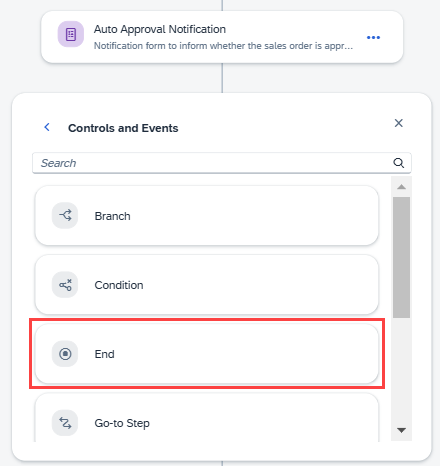 Auto Approval Notification
Notification form to inform whether the sales order is appr...
Controls and Events
Search
Branch
Condition
End
Go-to Step